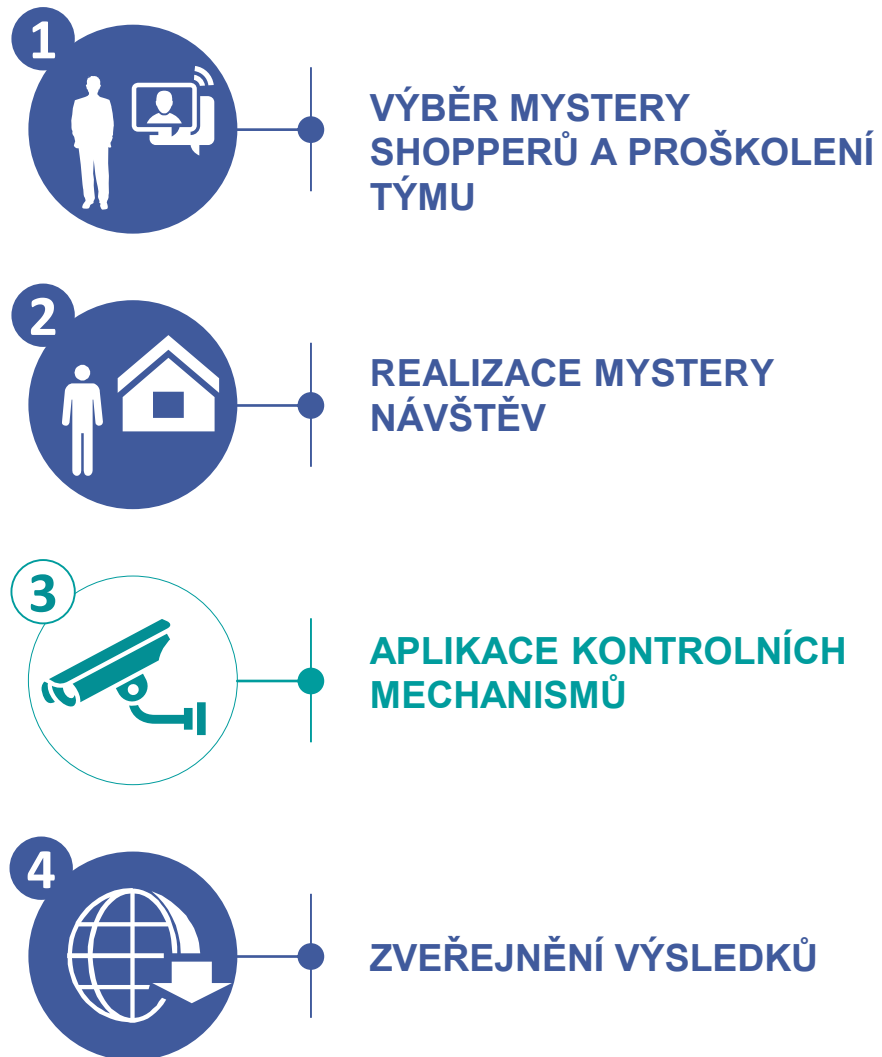 1
VÝBĚR MYSTERY
SHOPPERŮ A PROŠKOLENÍ
TÝMU
2
REALIZACE MYSTERY
NÁVŠTĚV
3
APLIKACE KONTROLNÍCH
MECHANISMŮ
4
ZVEŘEJNĚNÍ VÝSLEDKŮ